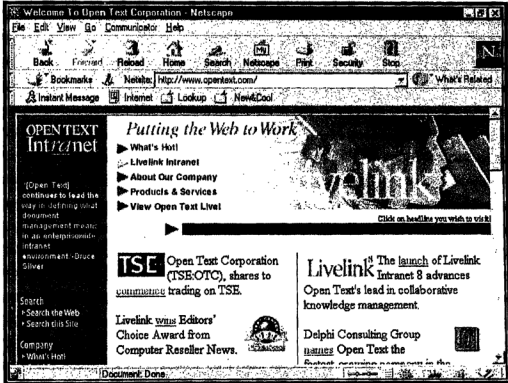 Welcome To Open Text Corporation - Netscape
File Edit View Go Communicator Help
Back Forward Reload Home Search Netscape Print Security Stop
Bookmarks Netsite: http://www.opentext.com/ What's Related
Instant Message Internet Lookup New&Cool
OPEN TEXT
Intranet
Putting the Web to Work
What's Hot!
Livelink Intranet
About Our Company
Products & Services
View Open Text Live!
livelink
Click on headline you wish to visit!
"[Open Text]
continues to lead the
way in defining what
document
management means
in an enterprisewide
intranet
environment. -Bruce
Silver
Search
Search the Web
Search this Site
Company
What's Hot!
TSE Open Text Corporation
(TSE:OTC), shares to
commence trading on TSE.
Livelink wins Editors'
Choice Award from
Computer Reseller News.
Livelink The launch of Livelink
Intranet 8 advances
Open Text's lead in collaborative
knowledge management.
Delphi Consulting Group
names Open Text the
fastest growing company in the
Document: Done